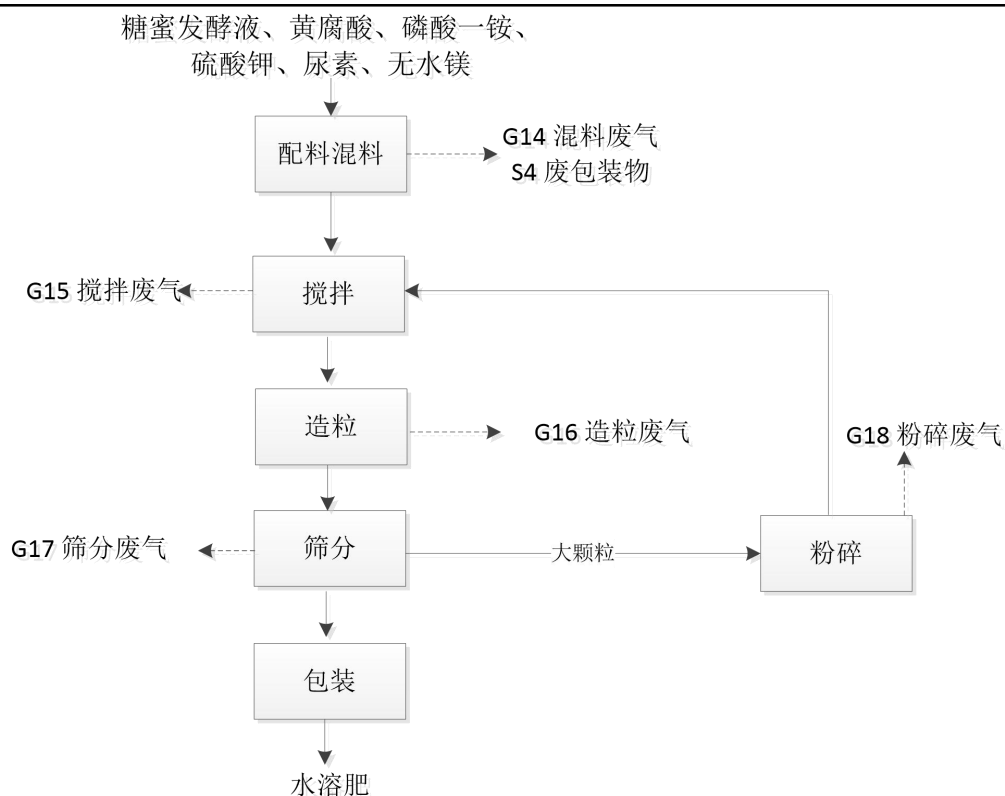 糖蜜发酵液、黄腐酸、磷酸一铵、
硫酸钾、尿素、无水镁
配料混料
G14 混料废气
S4 废包装物
G15 搅拌废气
搅拌
造粒
G16 造粒废气
G18 粉碎废气
G17 筛分废气
筛分
大颗粒
粉碎
包装
水溶肥